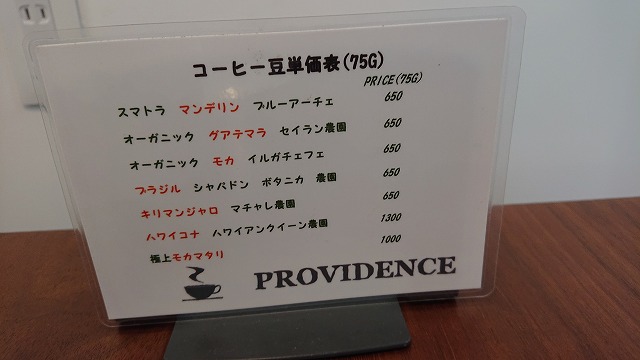 コーヒー豆単価表(75G)
PRICE(75G)
スマトラ マンデリン ブルーアーチェ 650
オーガニック グアテマラ セイラン農園 650
オーガニック モカ イルガチェフェ 650
ブラジル シャパドン ボタニカ 農園 650
キリマンジャロ マチャレ農園 650
ハワイコナ ハワイアンクイーン農園 1300
極上モカマタリ 1000
PROVIDENCE